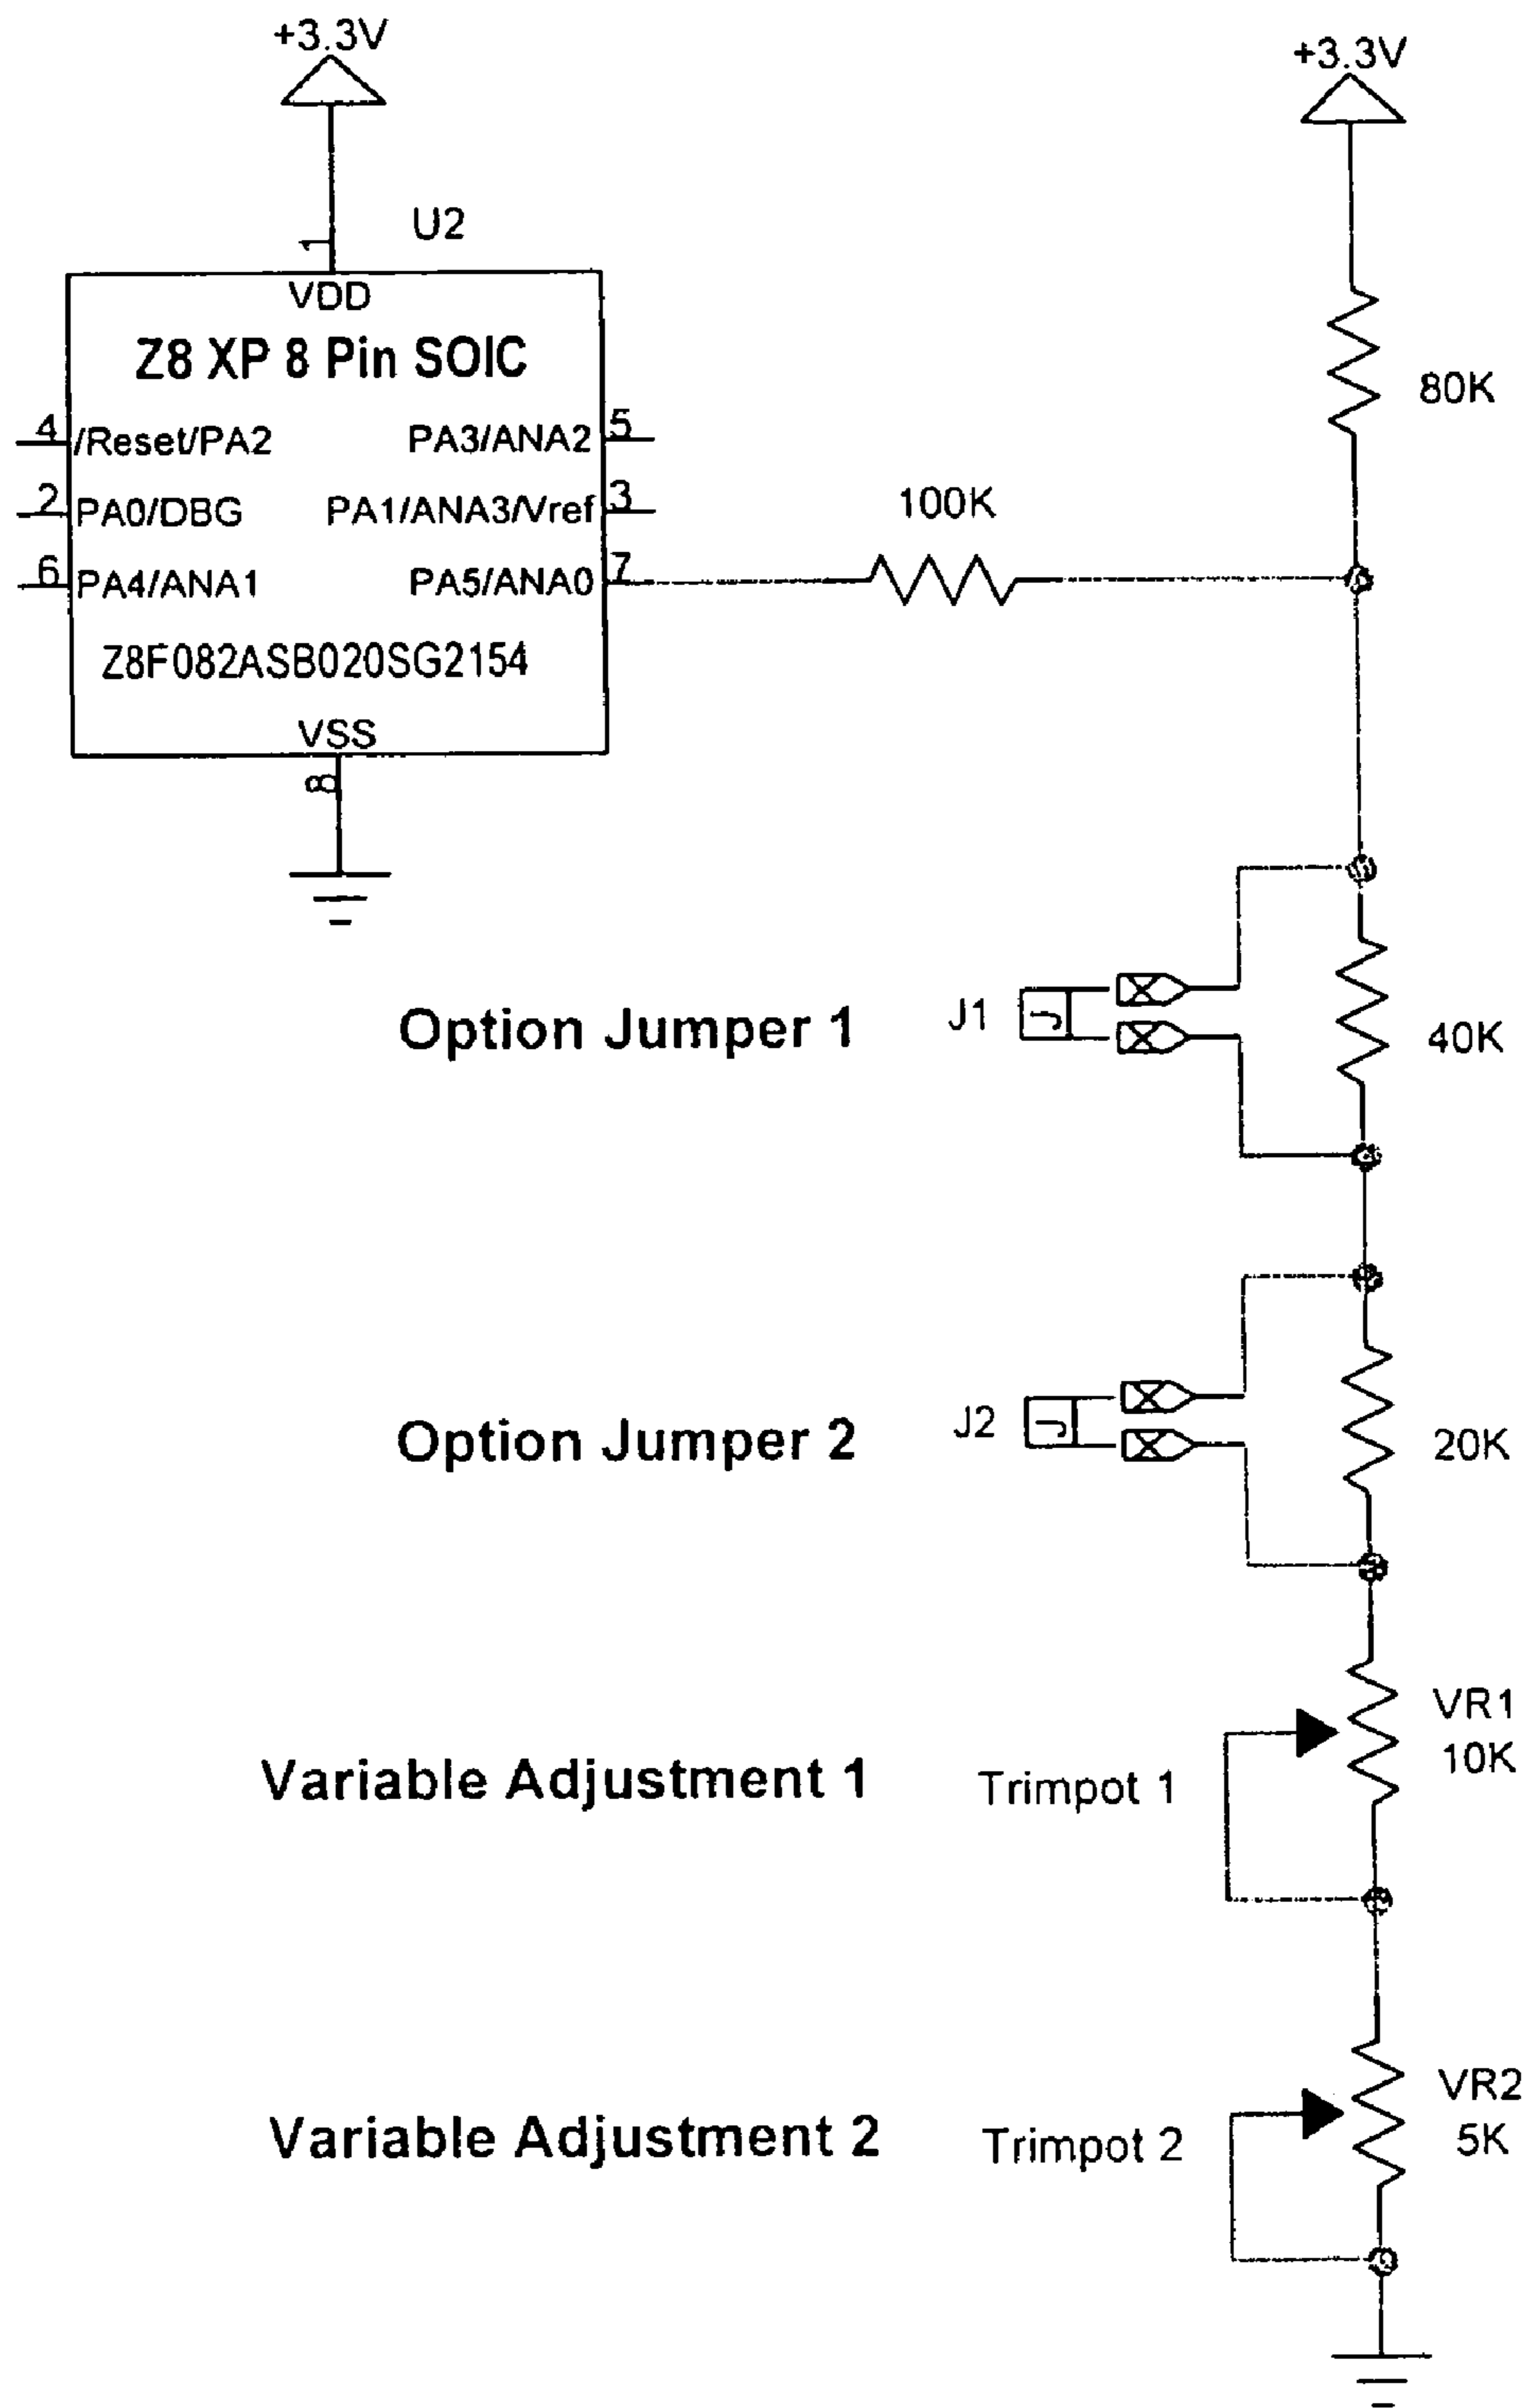 +3.3V
+3.3V
1
U2
VDD
Z8 XP 8 Pin SOIC
80K
4
/Reset/PA2
PA3/ANA2
5
2
PA0/DBG
PA1/ANA3/Vref
3
100K
6
PA4/ANA1
PA5/ANA0
7
Z8F082ASB020SG2154
VSS
8
Option Jumper 1
J1
J
40K
Option Jumper 2
J2
J
20K
VR1
10K
Variable Adjustment 1
Trimpot 1
VR2
5K
Variable Adjustment 2
Trimpot 2